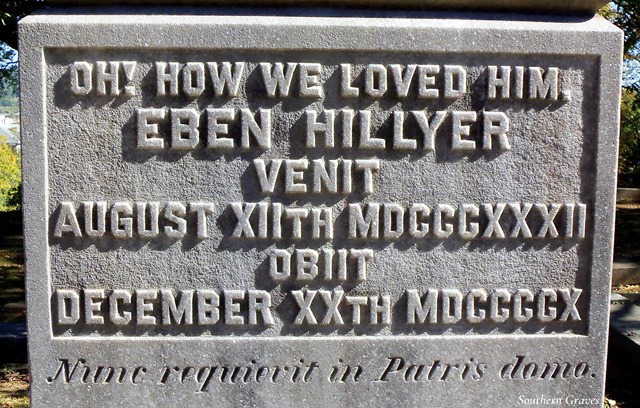 OH! HOW WE LOVED HIM,
EBEN HILLYER
VENIT
AUGUST XIITH MDCCCXXXII
OBIIT
DECEMBER XXTH MDCCCCX
Nunc requievit in Patris domo.
Southern Graves